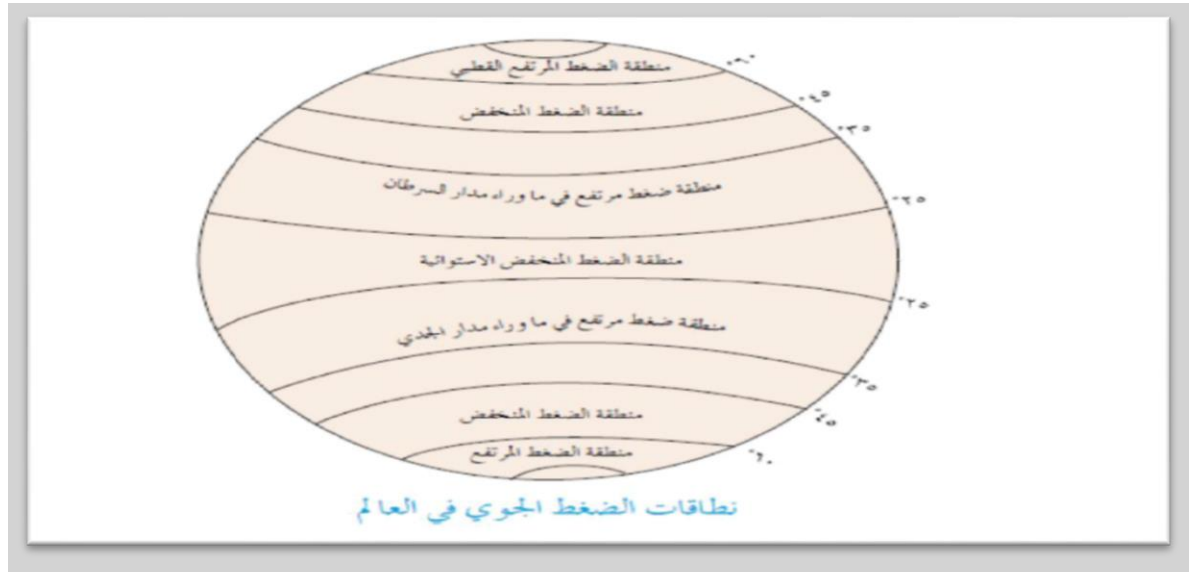 ٦٠°
منطقة الضغط المرتفع القطبي
٤٥°
منطقة الضغط المنخفض
٣٥°
منطقة ضغط مرتفع في ما وراء مدار السرطان
٢٥°
منطقة الضغط المنخفض الاستوائية
٢٥°
منطقة ضغط مرتفع في ما وراء مدار الجدي
٣٥°
٤٥°
منطقة الضغط المنخفض
منطقة الضغط المرتفع
٦٠°
نطاقات الضغط الجوي في العالم